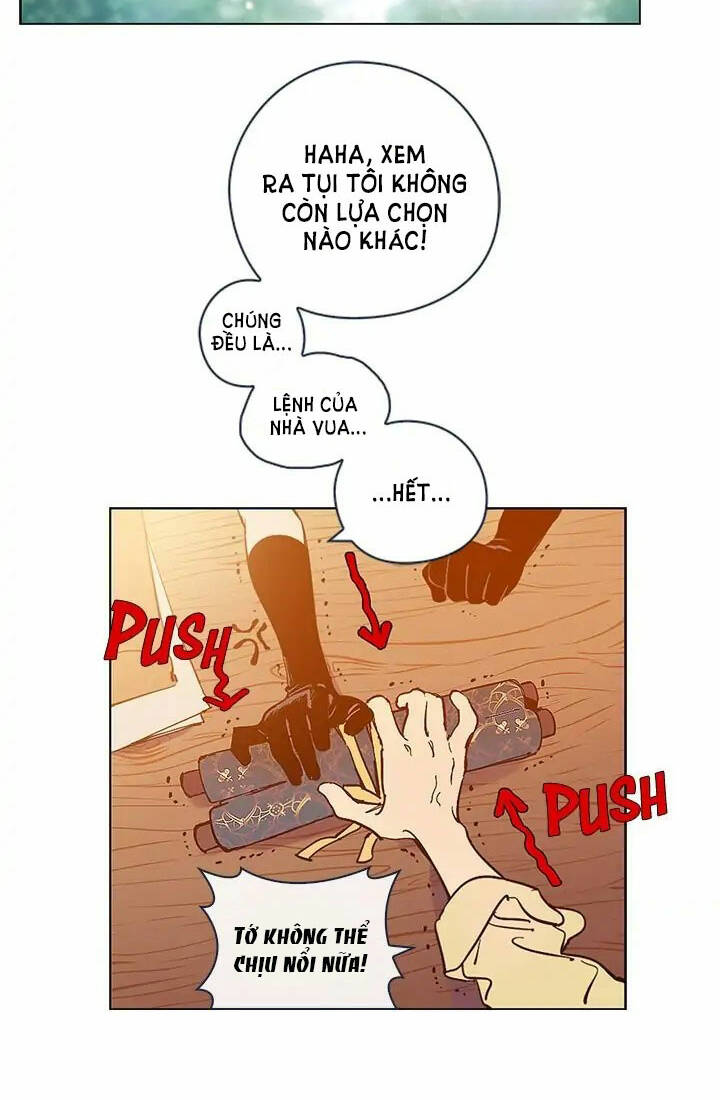 HAHA, XEM
RA TỤI TÔI KHÔNG
CÒN LỰA CHỌN
NÀO KHÁC!
CHÚNG
ĐỀU LÀ...
LỆNH CỦA
NHÀ VUA...
...HẾT...
PUSH
PUSH
TỚ KHÔNG THỂ
CHỊU NỔI NỮA!